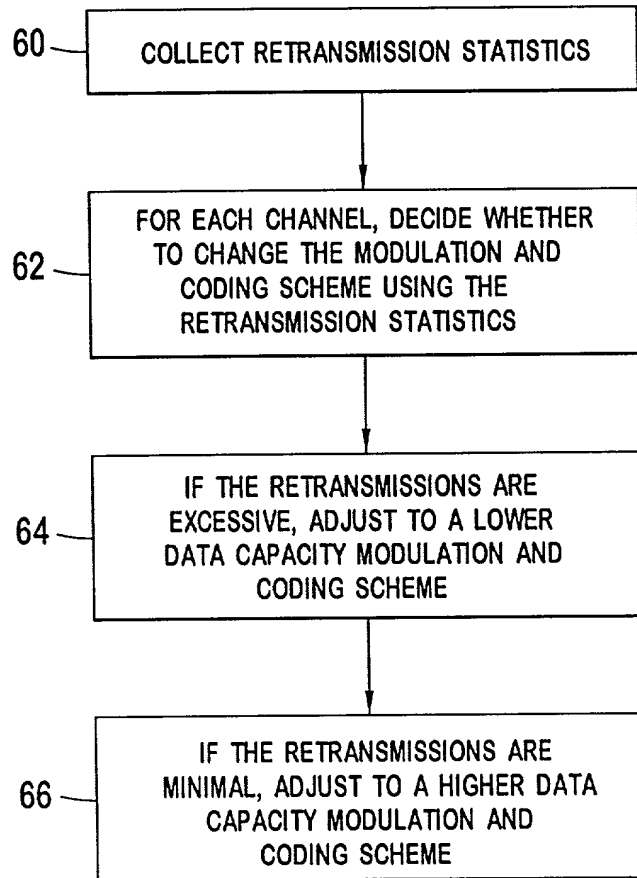 60
COLLECT RETRANSMISSION STATISTICS
62
FOR EACH CHANNEL, DECIDE WHETHER
TO CHANGE THE MODULATION AND
CODING SCHEME USING THE
RETRANSMISSION STATISTICS
64
IF THE RETRANSMISSIONS ARE
EXCESSIVE, ADJUST TO A LOWER
DATA CAPACITY MODULATION AND
CODING SCHEME
66
IF THE RETRANSMISSIONS ARE
MINIMAL, ADJUST TO A HIGHER DATA
CAPACITY MODULATION AND
CODING SCHEME